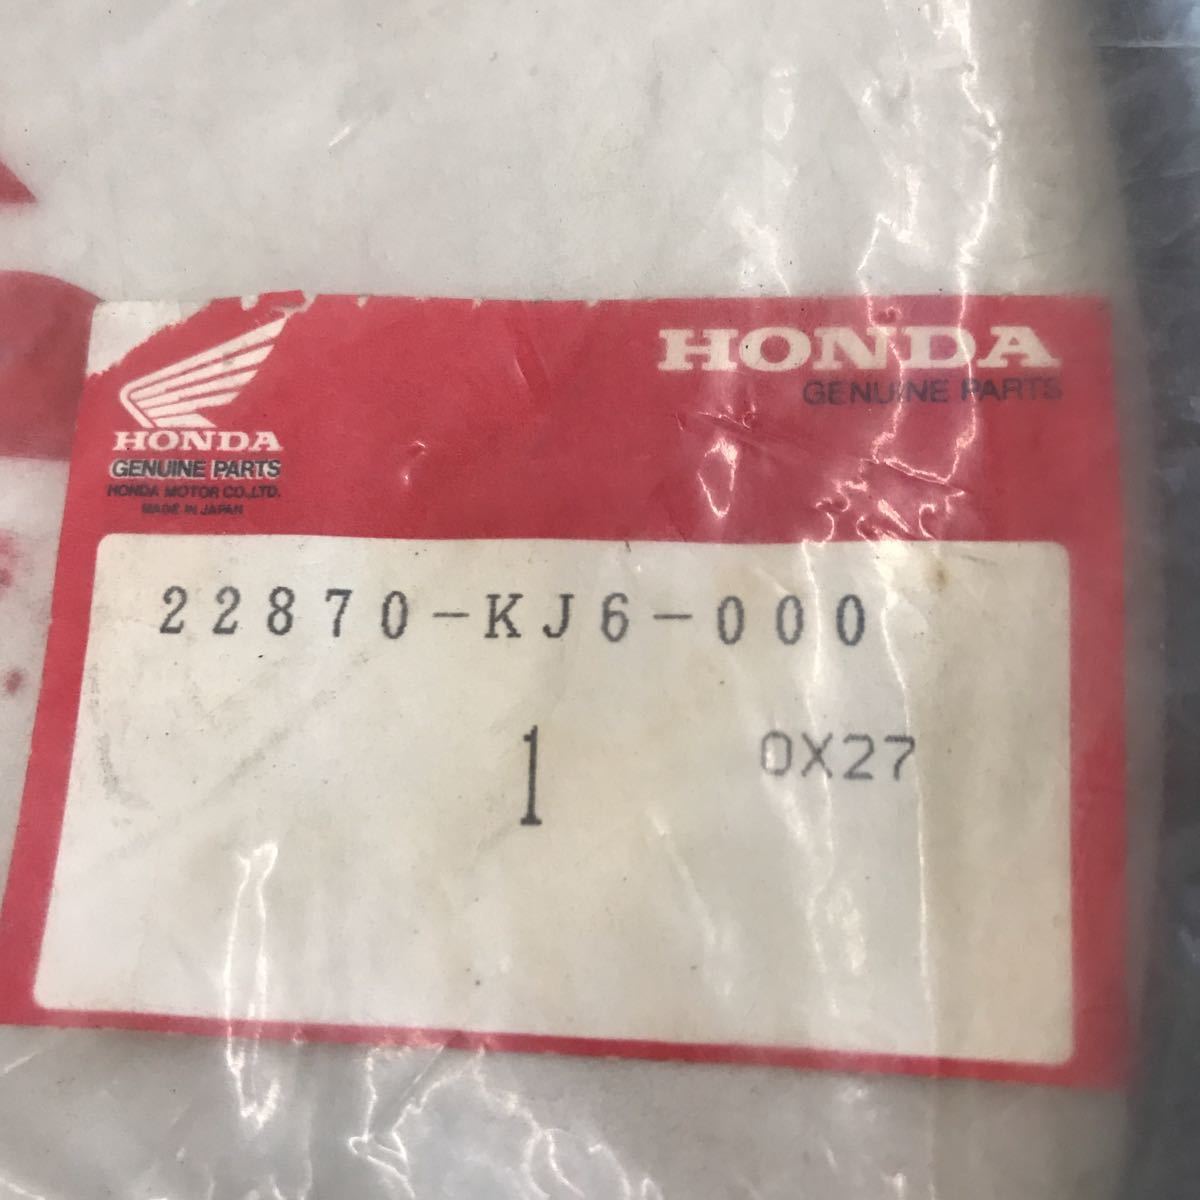 HONDA
GENUINE PARTS
HONDA
GENUINE PARTS
HONDA MOTOR CO.,LTD.
MADE IN JAPAN
22870-KJ6-000
1 0X27